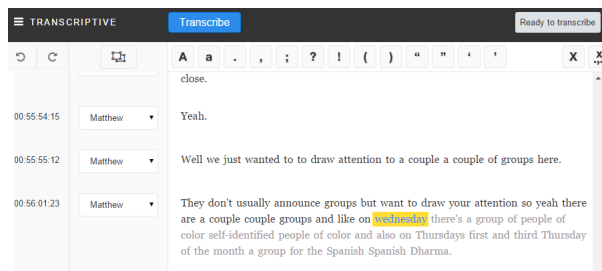 TRANSCRIPTIVE Transcribe Ready to transcribe
A a . , ; ? ! ( ) “ ” ‘ ’ X X
close.
00:55:54:15 Matthew Yeah.
00:55:55:12 Matthew Well we just wanted to to draw attention to a couple a couple of groups here.
00:56:01:23 Matthew They don't usually announce groups but want to draw your attention so yeah there
are a couple couple groups and like on wednesday there's a group of people of
color self-identified people of color and also on Thursdays first and third Thursday
of the month a group for the Spanish Spanish Dharma.